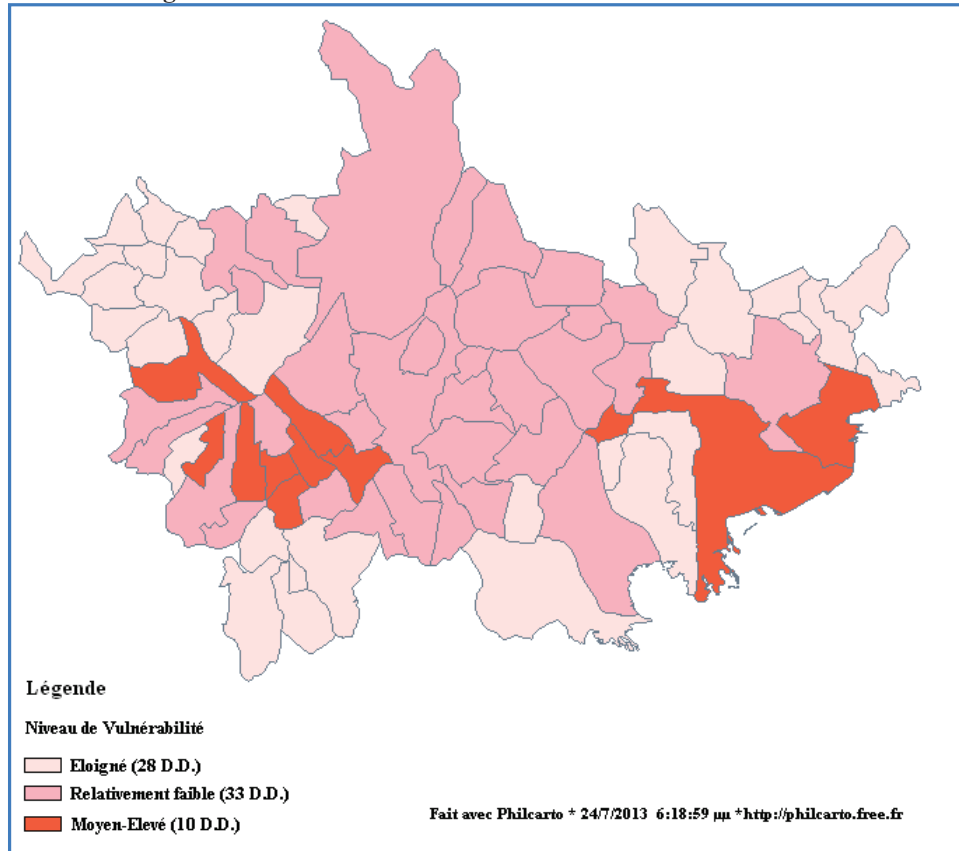 Légende
Niveau de Vulnérabilité
Eloigné (28 D.D.)
Relativement faible (33 D.D.)
Moyen-Elevé (10 D.D.)
Fait avec Philcarto * 24/7/2013 6:18:59 μμ *http://philcarto.free.fr